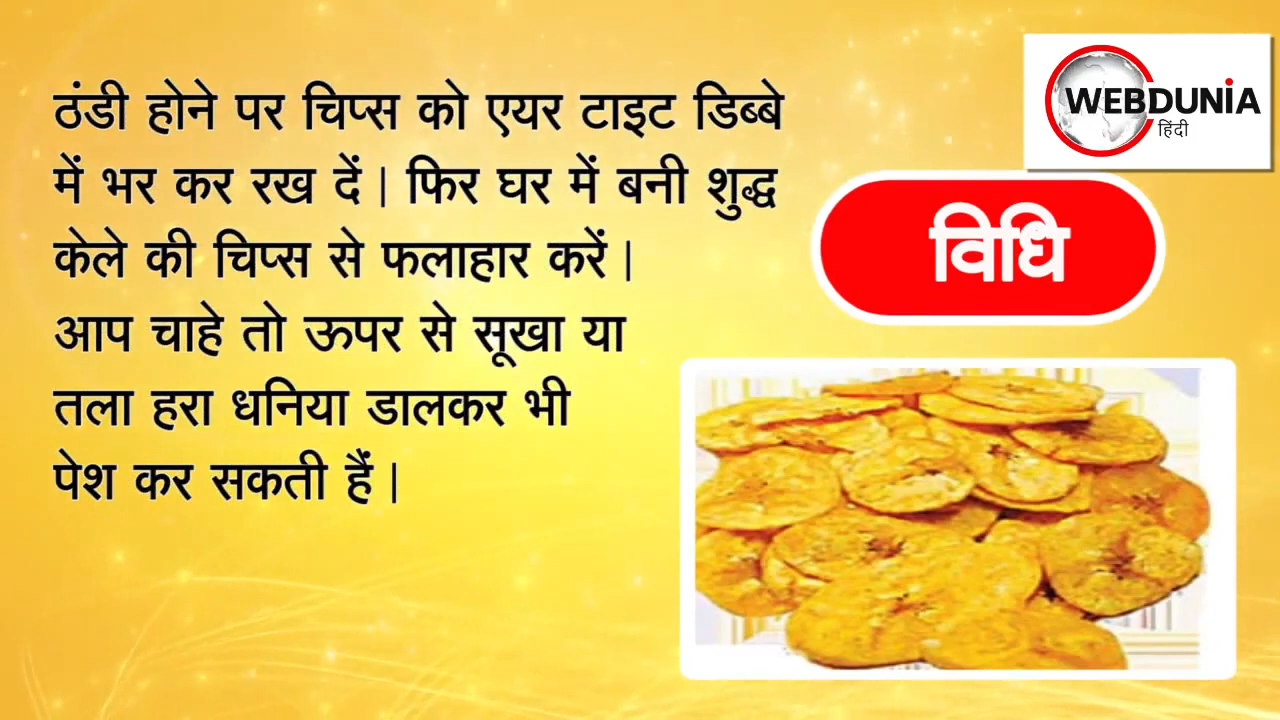 ठंडी होने पर चिप्स को एयर टाइट डिब्बे
में भर कर रख दें |  फिर घर में बनी शुद्ध
केले की चिप्स से फलाहार करें |
आप चाहे तो ऊपर से सूखा या
तला हरा धनिया डालकर भी
पेश कर सकती हैं |
WEBDUNIA
हिंदी
विधि